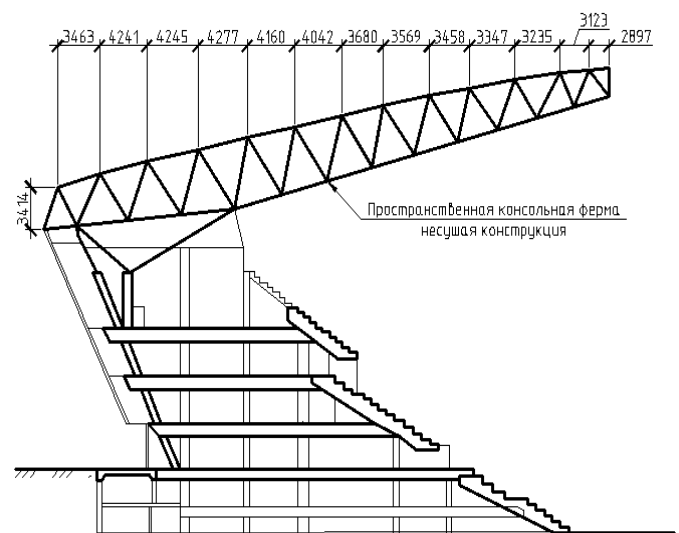 3123
3463 4241 4245 4277 4160 4042 3680 3569 3458 3347 3235 2897
3414
Пространственная консольная ферма
несущая конструкция